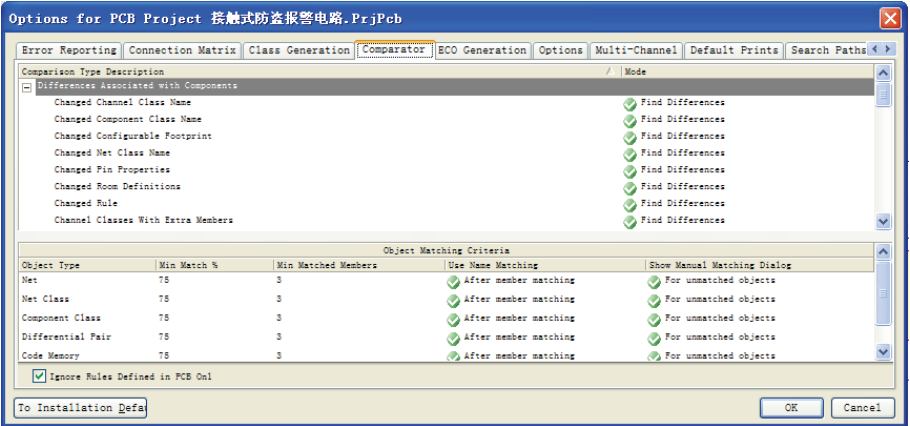 Options for PCB Project 接触式防盗报警电路.PrjPcb
Error Reporting Connection Matrix Class Generation Comparator ECO Generation Options Multi-Channel Default Prints Search Paths
Comparison Type Description Mode
Differences Associated with Components
Changed Channel Class Name Find Differences
Changed Component Class Name Find Differences
Changed Configurable Footprint Find Differences
Changed Net Class Name Find Differences
Changed Pin Properties Find Differences
Changed Room Definitions Find Differences
Changed Rule Find Differences
Channel Classes With Extra Members Find Differences
Object Matching Criteria
Object Type Min Match % Min Matched Members Use Name Matching Show Manual Matching Dialog
Net 75 3 After member matching For unmatched objects
Net Class 75 3 After member matching For unmatched objects
Component Class 75 3 After member matching For unmatched objects
Differential Pair 75 3 After member matching For unmatched objects
Code Memory 75 3 After member matching For unmatched objects
Ignore Rules Defined in PCB Onl
To Installation Defau OK Cancel